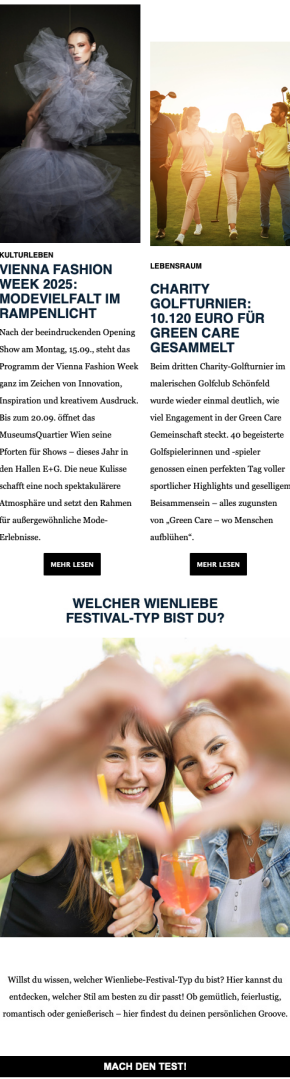 KULTURLEBEN
VIENNA FASHION
WEEK 2025:
MODEVIELFALT IM
RAMPENLICHT
Nach der beeindruckenden Opening
Show am Montag, 15.09., steht das
Programm der Vienna Fashion Week
ganz im Zeichen von Innovation,
Inspiration und kreativem Ausdruck.
Bis zum 20.09. öffnet das
MuseumsQuartier Wien seine
Pforten für Shows – dieses Jahr in
den Hallen E+G. Die neue Kulisse
schafft eine noch spektakulärere
Atmosphäre und setzt den Rahmen
für außergewöhnliche Mode-
Erlebnisse.
MEHR LESEN
LEBENSRAUM
CHARITY
GOLFTURNIER:
10.120 EURO FÜR
GREEN CARE
GESAMMELT
Beim dritten Charity-Golfturnier im
malerischen Golfclub Schönfeld
wurde wieder einmal deutlich, wie
viel Engagement in der Green Care
Gemeinschaft steckt. 40 begeisterte
Golfspielerinnen und -spieler
genossen einen perfekten Tag voller
sportlicher Highlights und geselligem
Beisammensein – alles zugunsten
von „Green Care – wo Menschen
aufblühen“.
MEHR LESEN
WELCHER WIENLIEBE
FESTIVAL-TYP BIST DU?
Willst du wissen, welcher Wienliebe-Festival-Typ du bist? Hier kannst du
entdecken, welcher Stil am besten zu dir passt! Ob gemütlich, feierlustig,
romantisch oder genießerisch – hier findest du deinen persönlichen Groove.
MACH DEN TEST!